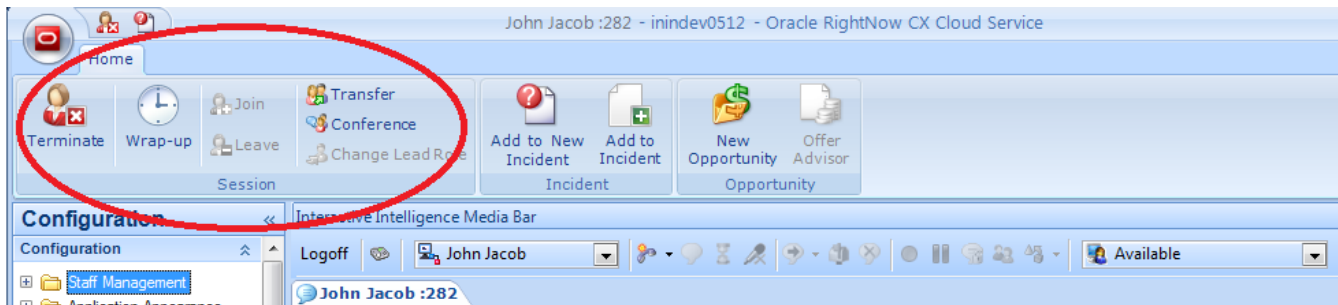 John Jacob :282 - inindev0512 - Oracle RightNow CX Cloud Service
Home
Terminate
Wrap-up
Join
Leave
Transfer
Conference
Change Lead Role
Session
Add to New
Incident
Add to
Incident
Incident
New
Opportunity
Offer
Advisor
Opportunity
Configuration
Interactive Intelligence Media Bar
Configuration
Logoff
John Jacob
Available
Staff Management
John Jacob :282
Application Appearance